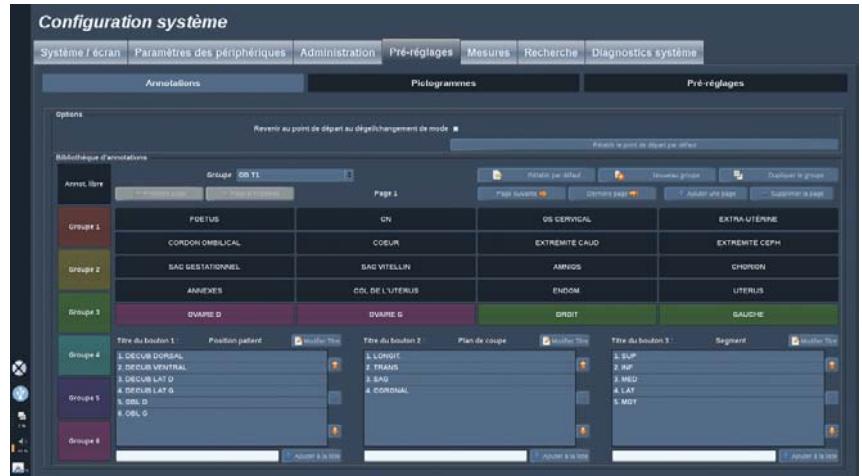 Configuration système
Système / écran Paramètres des périphériques Administration Pré-réglages Mesures Recherche Diagnostics système
Annotations Pictogrammes Pré-réglages
Options
Revenir au point de départ au dégel/changement de mode
Rétablir le point de départ par défaut
Bibliothèque d'annotations
Annot. libre
Groupe OB T1
Rétablir par défaut Nouveau groupe Dupliquer le groupe
Page 1
Page suivante Dernière page Ajouter une page Supprimer la page
Groupe 1
FOETUS CN OS CERVICAL EXTRA-UTÉRINE
CORDON OMBILICAL COEUR EXTREMITE CAUD EXTREMITE CEPH
Groupe 2
SAC GESTATIONNEL SAC VITELLIN AMNIOS CHORION
ANNEXES COL DE L'UTERUS ENDOM. UTERUS
Groupe 3
OVAIRE D OVAIRE G DROIT GAUCHE
Titre du bouton 1 : Position patient Modifier Titre Titre du bouton 2 : Plan de coupe Modifier Titre Titre du bouton 3 : Segment Modifier Titre
Groupe 4
1. DECUB DORSAL
2. DECUB VENTRAL
3. DECUB LAT D
4. DECUB LAT G
5. OBL D
6. OBL G
1. LONGIT.
2. TRANS
3. SAG
4. CORONAL
1. SUP
2. INF
3. MED
4. LAT
5. MOY
Groupe 5
Groupe 6
Ajouter à la liste Ajouter à la liste Ajouter à la liste